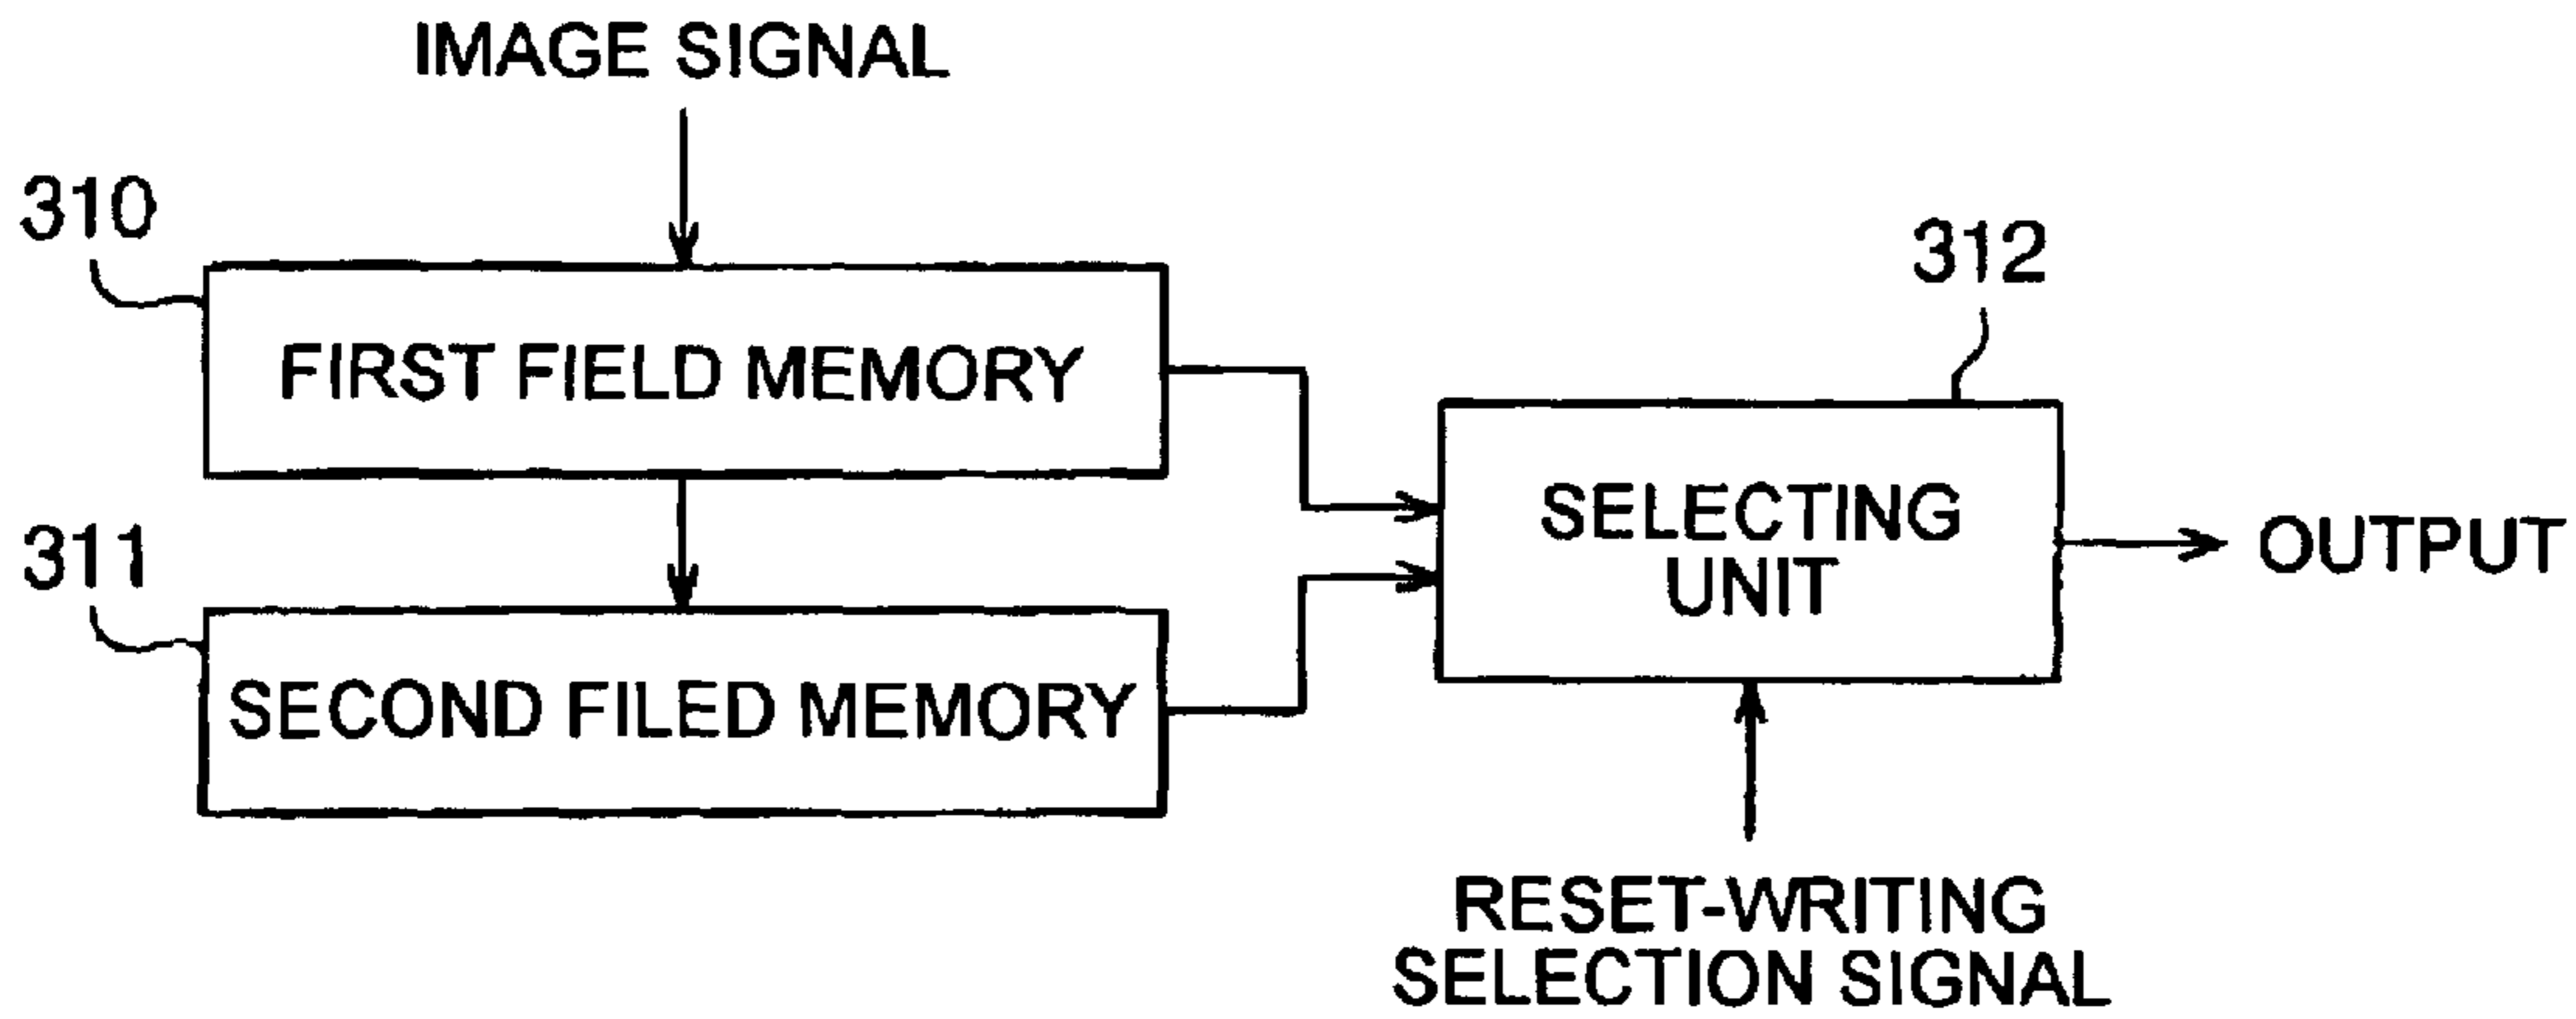 IMAGE SIGNAL
310
FIRST FIELD MEMORY
311
SECOND FILED MEMORY
312
SELECTING
UNIT
OUTPUT
RESET-WRITING
SELECTION SIGNAL